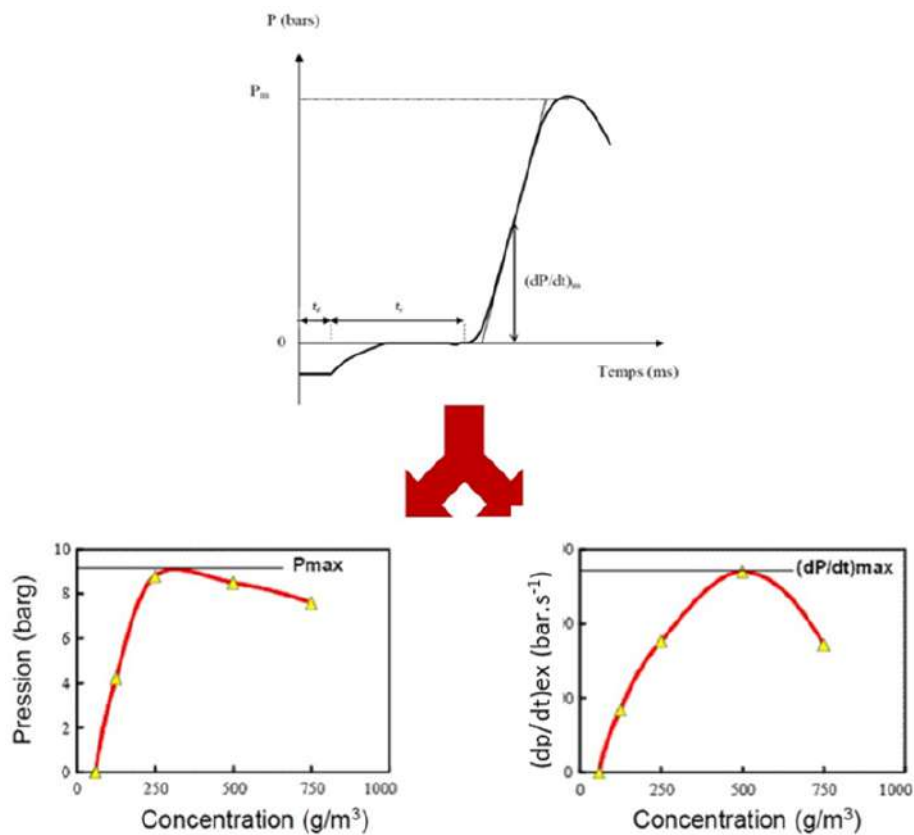 P (bars)
Pm
(dP/dt)m
0
Temps (ms)
10
8
6
4
2
0
Pmax
Pression (barg)
0 250 500 750 1000
Concentration (g/m³)
(dP/dt)max
(dp/dt)ex (bar.s⁻¹)
0
0 250 500 750 1000
Concentration (g/m³)